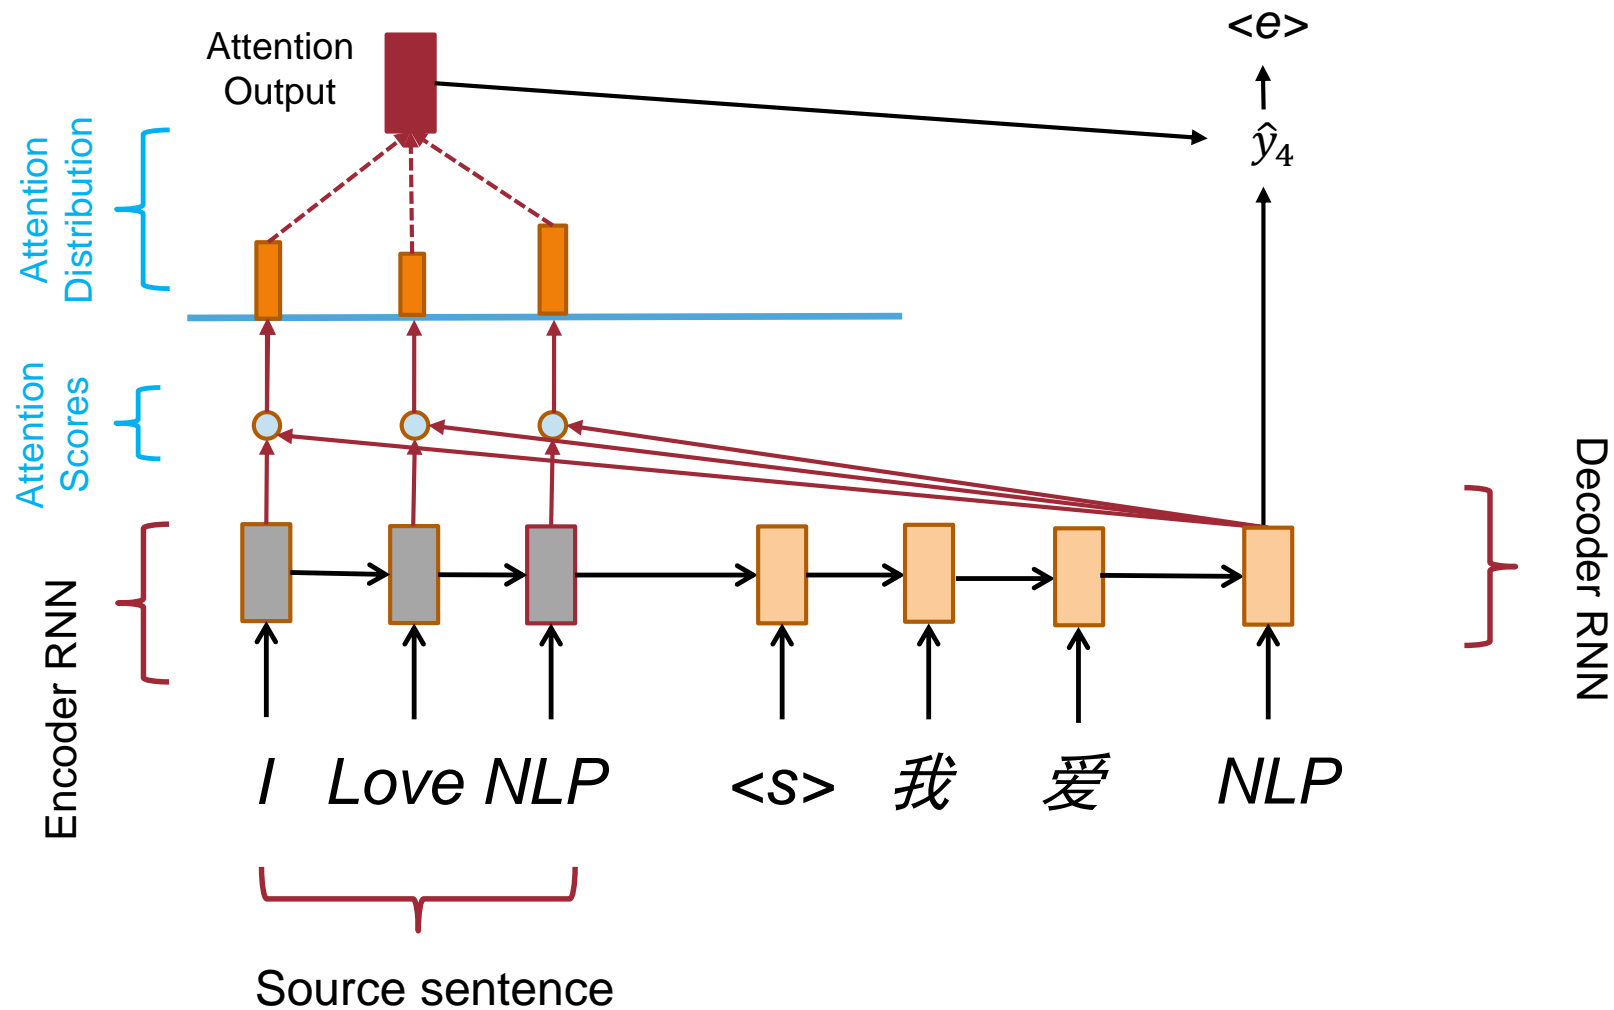 Attention
Output
<e>
ŷ₄
Attention
Distribution
Attention
Scores
Encoder RNN
Decoder RNN
I Love NLP <s> 我 爱 NLP
Source sentence